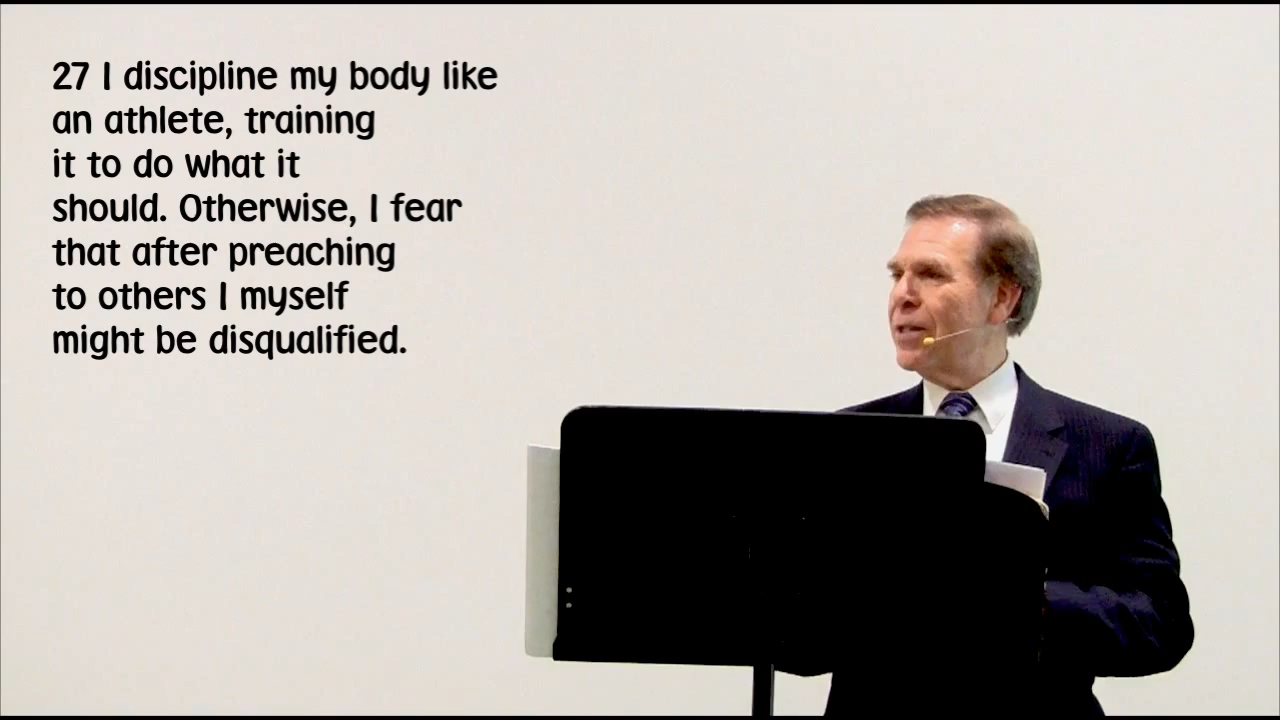 27 I discipline my body like
an athlete, training
it to do what it
should. Otherwise, I fear
that after preaching
to others I myself
might be disqualified.